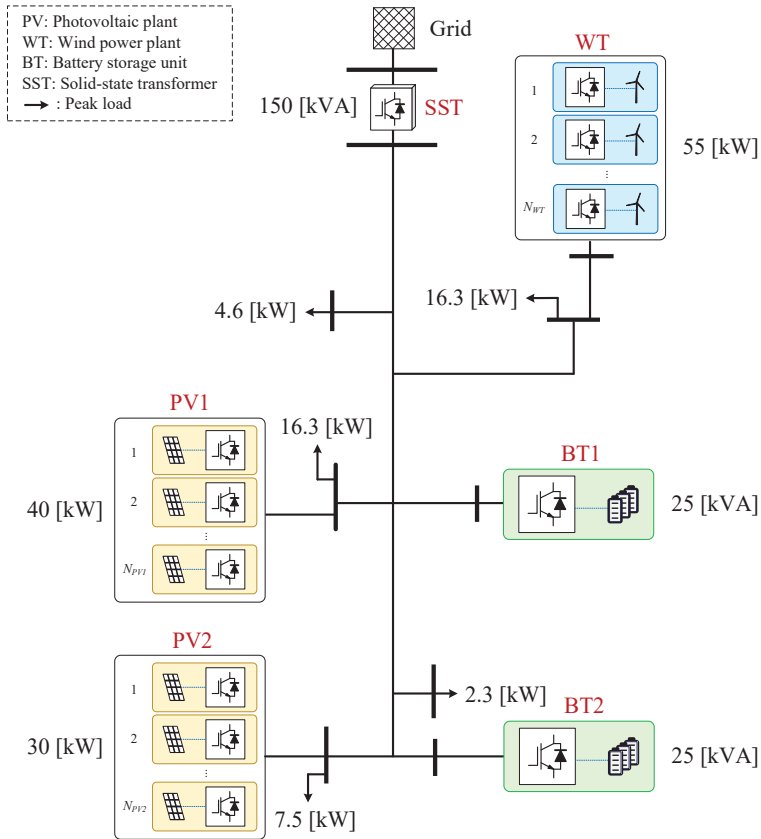 PV: Photovoltaic plant
WT: Wind power plant
BT: Battery storage unit
SST: Solid-state transformer
: Peak load
Grid
150 [kVA]
SST
WT
1
2
⋮
N_WT
55 [kW]
4.6 [kW]
16.3 [kW]
PV1
1
2
⋮
N_PV1
40 [kW]
16.3 [kW]
BT1
25 [kVA]
PV2
1
2
⋮
N_PV2
30 [kW]
2.3 [kW]
7.5 [kW]
BT2
25 [kVA]